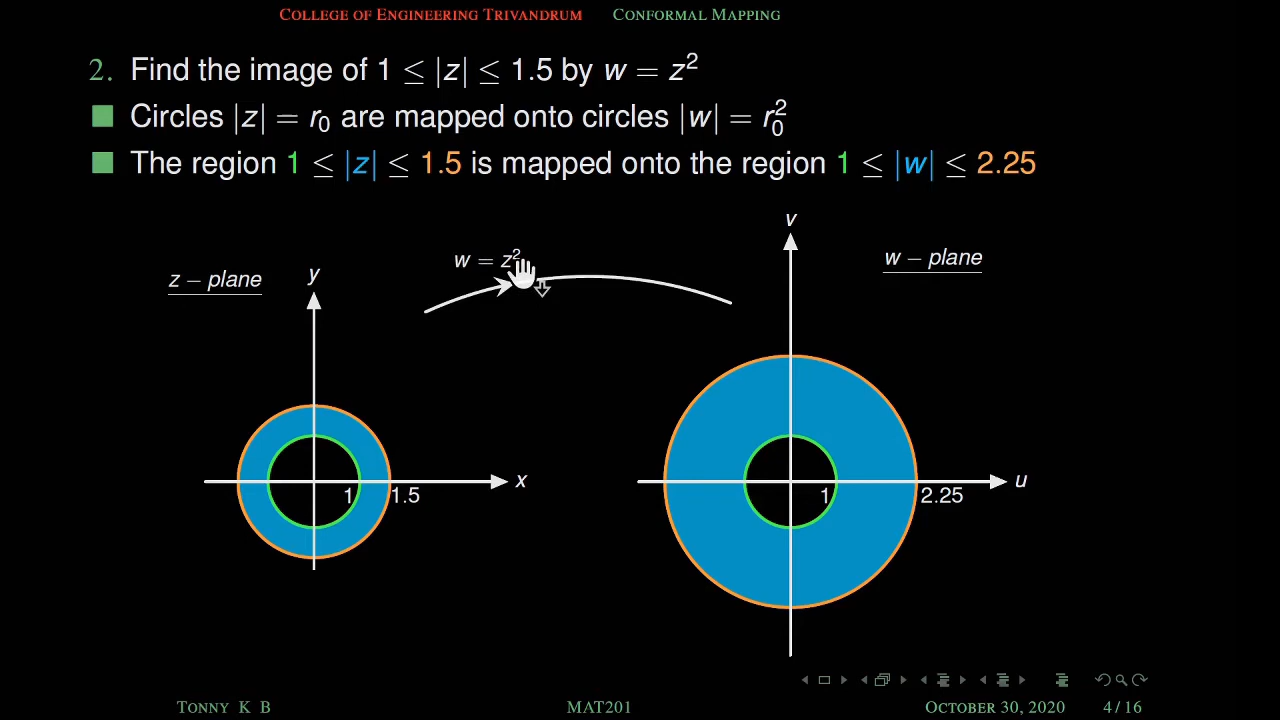 COLLEGE OF ENGINEERING TRIVANDRUM CONFORMAL MAPPING
2. Find the image of 1 ≤ |z| ≤ 1.5 by w = z²
Circles |z| = r₀ are mapped onto circles |w| = r₀²
The region 1 ≤ |z| ≤ 1.5 is mapped onto the region 1 ≤ |w| ≤ 2.25
v
w = z²
w − plane
z − plane
y
x
u
1
1.5
1
2.25
TONNY K B MAT201 OCTOBER 30, 2020 4 / 16